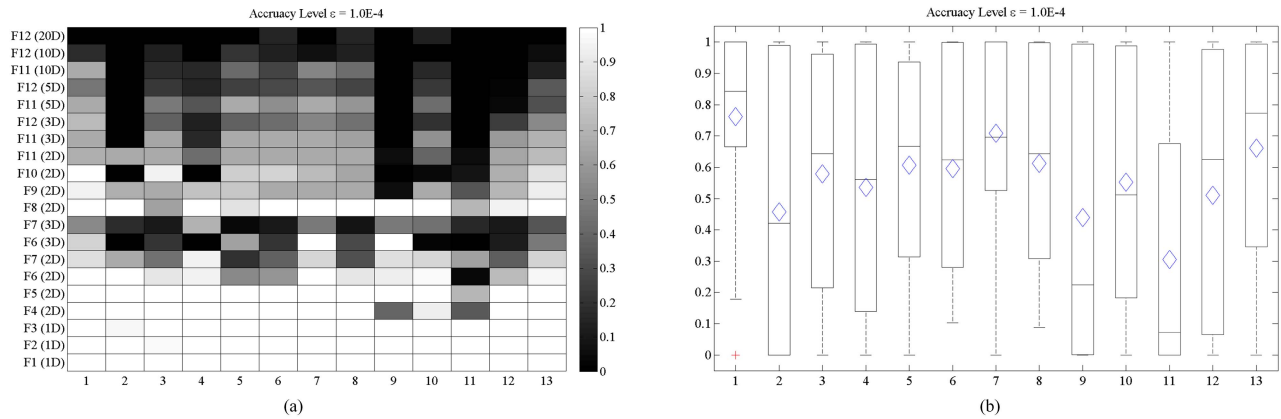 Accruacy Level ε = 1.0E-4
F12 (20D)
F12 (10D)
F11 (10D)
F12 (5D)
F11 (5D)
F12 (3D)
F11 (3D)
F11 (2D)
F10 (2D)
F9 (2D)
F8 (2D)
F7 (3D)
F6 (3D)
F7 (2D)
F6 (2D)
F5 (2D)
F4 (2D)
F3 (1D)
F2 (1D)
F1 (1D)
1 2 3 4 5 6 7 8 9 10 11 12 13
1
0.9
0.8
0.7
0.6
0.5
0.4
0.3
0.2
0.1
0
(a)
Accruacy Level ε = 1.0E-4
1
0.9
0.8
0.7
0.6
0.5
0.4
0.3
0.2
0.1
0
1 2 3 4 5 6 7 8 9 10 11 12 13
(b)